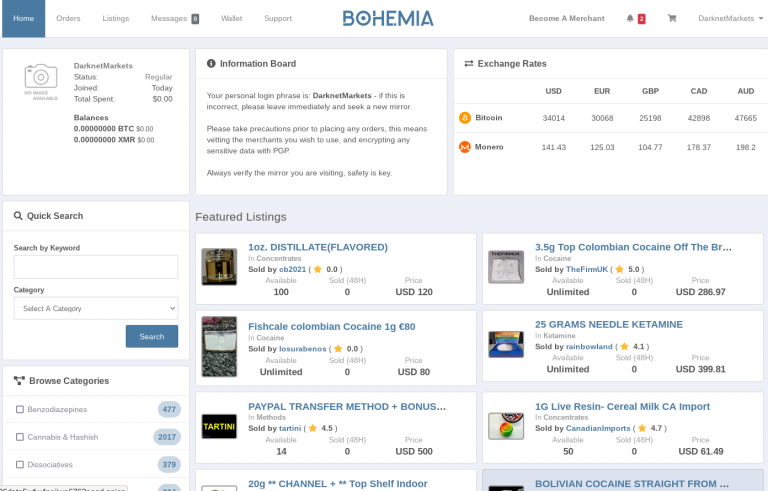 Home Orders Listings Messages 0 Wallet Support BOHEMIA Become A Merchant 2 DarknetMarkets
DarknetMarkets
Status: Regular
Joined: Today
Total Spent: $0.00
Balances
0.00000000 BTC $0.00
0.00000000 XMR $0.00
NO IMAGE
AVAILABLE
Information Board
Your personal login phrase is: DarknetMarkets - if this is
incorrect, please leave immediately and seek a new mirror.
Please take precautions prior to placing any orders, this means
vetting the merchants you wish to use, and encrypting any
sensitive data with PGP.
Always verify the mirror you are visiting, safety is key.
Exchange Rates
USD EUR GBP CAD AUD
Bitcoin 34014 30068 25198 42898 47665
Monero 141.43 125.03 104.77 178.37 198.2
Quick Search
Search by Keyword
Category
Select A Category
Search
Browse Categories
Benzodiazepines 477
Cannabis & Hashish 2017
Dissociatives 379
Featured Listings
1oz. DISTILLATE(FLAVORED)
In Concentrates
Sold by cb2021 ( 0.0 )
Available Sold (48H) Price
100 0 USD 120
3.5g Top Colombian Cocaine Off The Br...
In Cocaine
Sold by TheFirmUK ( 5.0 )
Available Sold (48H) Price
Unlimited 0 USD 286.97
Fishcale colombian Cocaine 1g €80
In Cocaine
Sold by losurabenos ( 0.0 )
Available Sold (48H) Price
Unlimited 0 USD 80
25 GRAMS NEEDLE KETAMINE
In Ketamine
Sold by rainbowland ( 4.1 )
Available Sold (48H) Price
Unlimited 0 USD 399.81
TARTINI
PAYPAL TRANSFER METHOD + BONUS...
In Methods
Sold by tartini ( 4.5 )
Available Sold (48H) Price
14 0 USD 500
1G Live Resin- Cereal Milk CA Import
In Concentrates
Sold by CanadianImports ( 4.7 )
Available Sold (48H) Price
50 0 USD 61.49
20g ** CHANNEL + ** Top Shelf Indoor
BOLIVIAN COCAINE STRAIGHT FROM ...